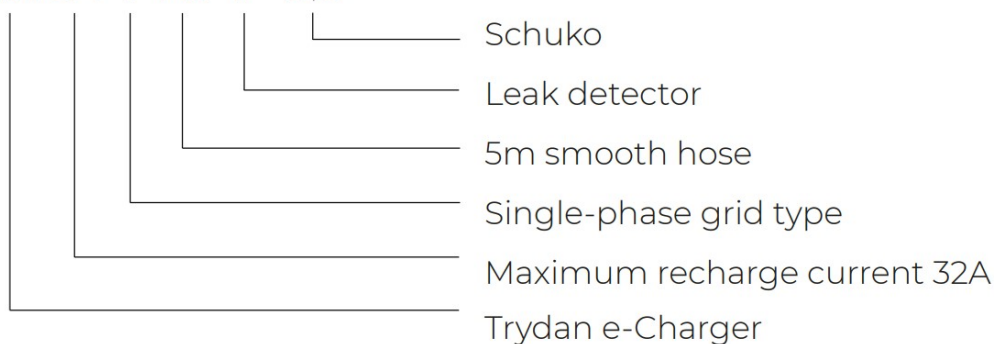 Schuko
Leak detector
5m smooth hose
Single-phase grid type
Maximum recharge current 32A
Trydan e-Charger